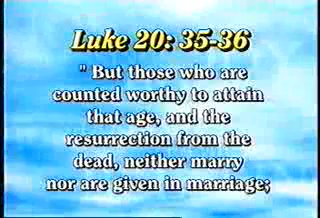 Luke 20: 35-36
" But those who are
counted worthy to attain
that age, and the
resurrection from the
dead, neither marry
nor are given in marriage;